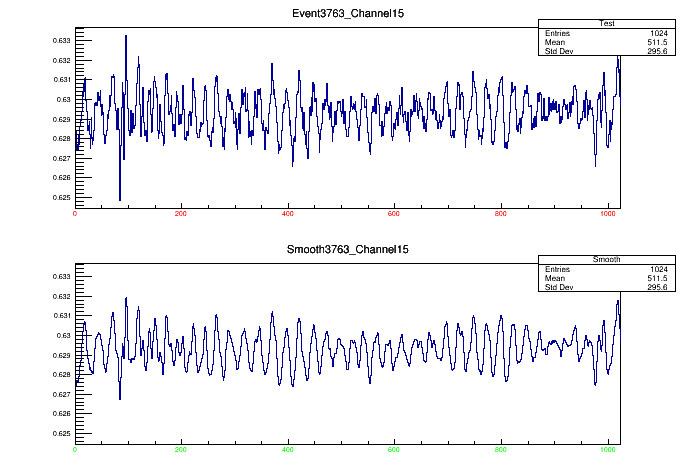 Event3763_Channel15
Test
Entries 1024
Mean 511.5
Std Dev 295.6
0.633
0.632
0.631
0.63
0.629
0.628
0.627
0.626
0.625
0 200 400 600 800 1000
Smooth3763_Channel15
Smooth
Entries 1024
Mean 511.5
Std Dev 295.6
0.633
0.632
0.631
0.63
0.629
0.628
0.627
0.626
0.625
0 200 400 600 800 1000